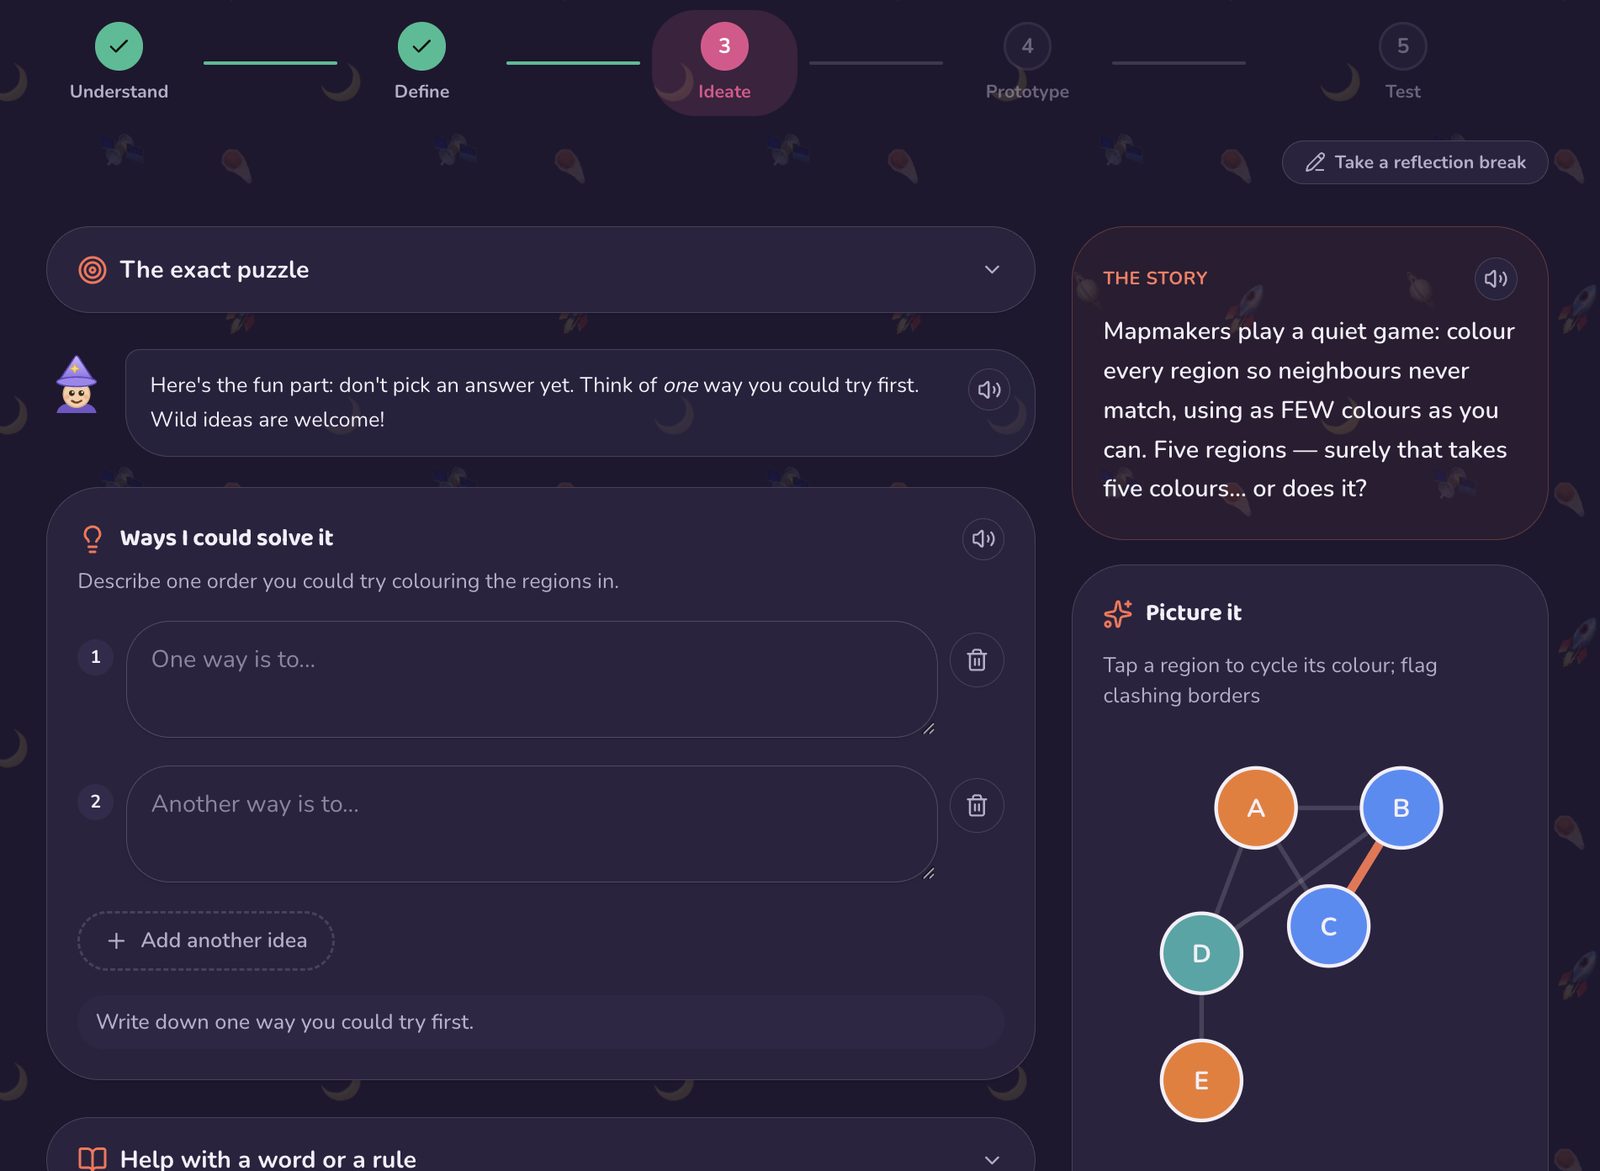 Understand
Define
3
Ideate
4
Prototype
5
Test
Take a reflection break
The exact puzzle
Here's the fun part: don't pick an answer yet. Think of one way you could try first.
Wild ideas are welcome!
Ways I could solve it
Describe one order you could try colouring the regions in.
1
One way is to...
2
Another way is to...
Add another idea
Write down one way you could try first.
Help with a word or a rule
THE STORY
Mapmakers play a quiet game: colour
every region so neighbours never
match, using as FEW colours as you
can. Five regions — surely that takes
five colours... or does it?
Picture it
Tap a region to cycle its colour; flag
clashing borders
A
B
C
D
E